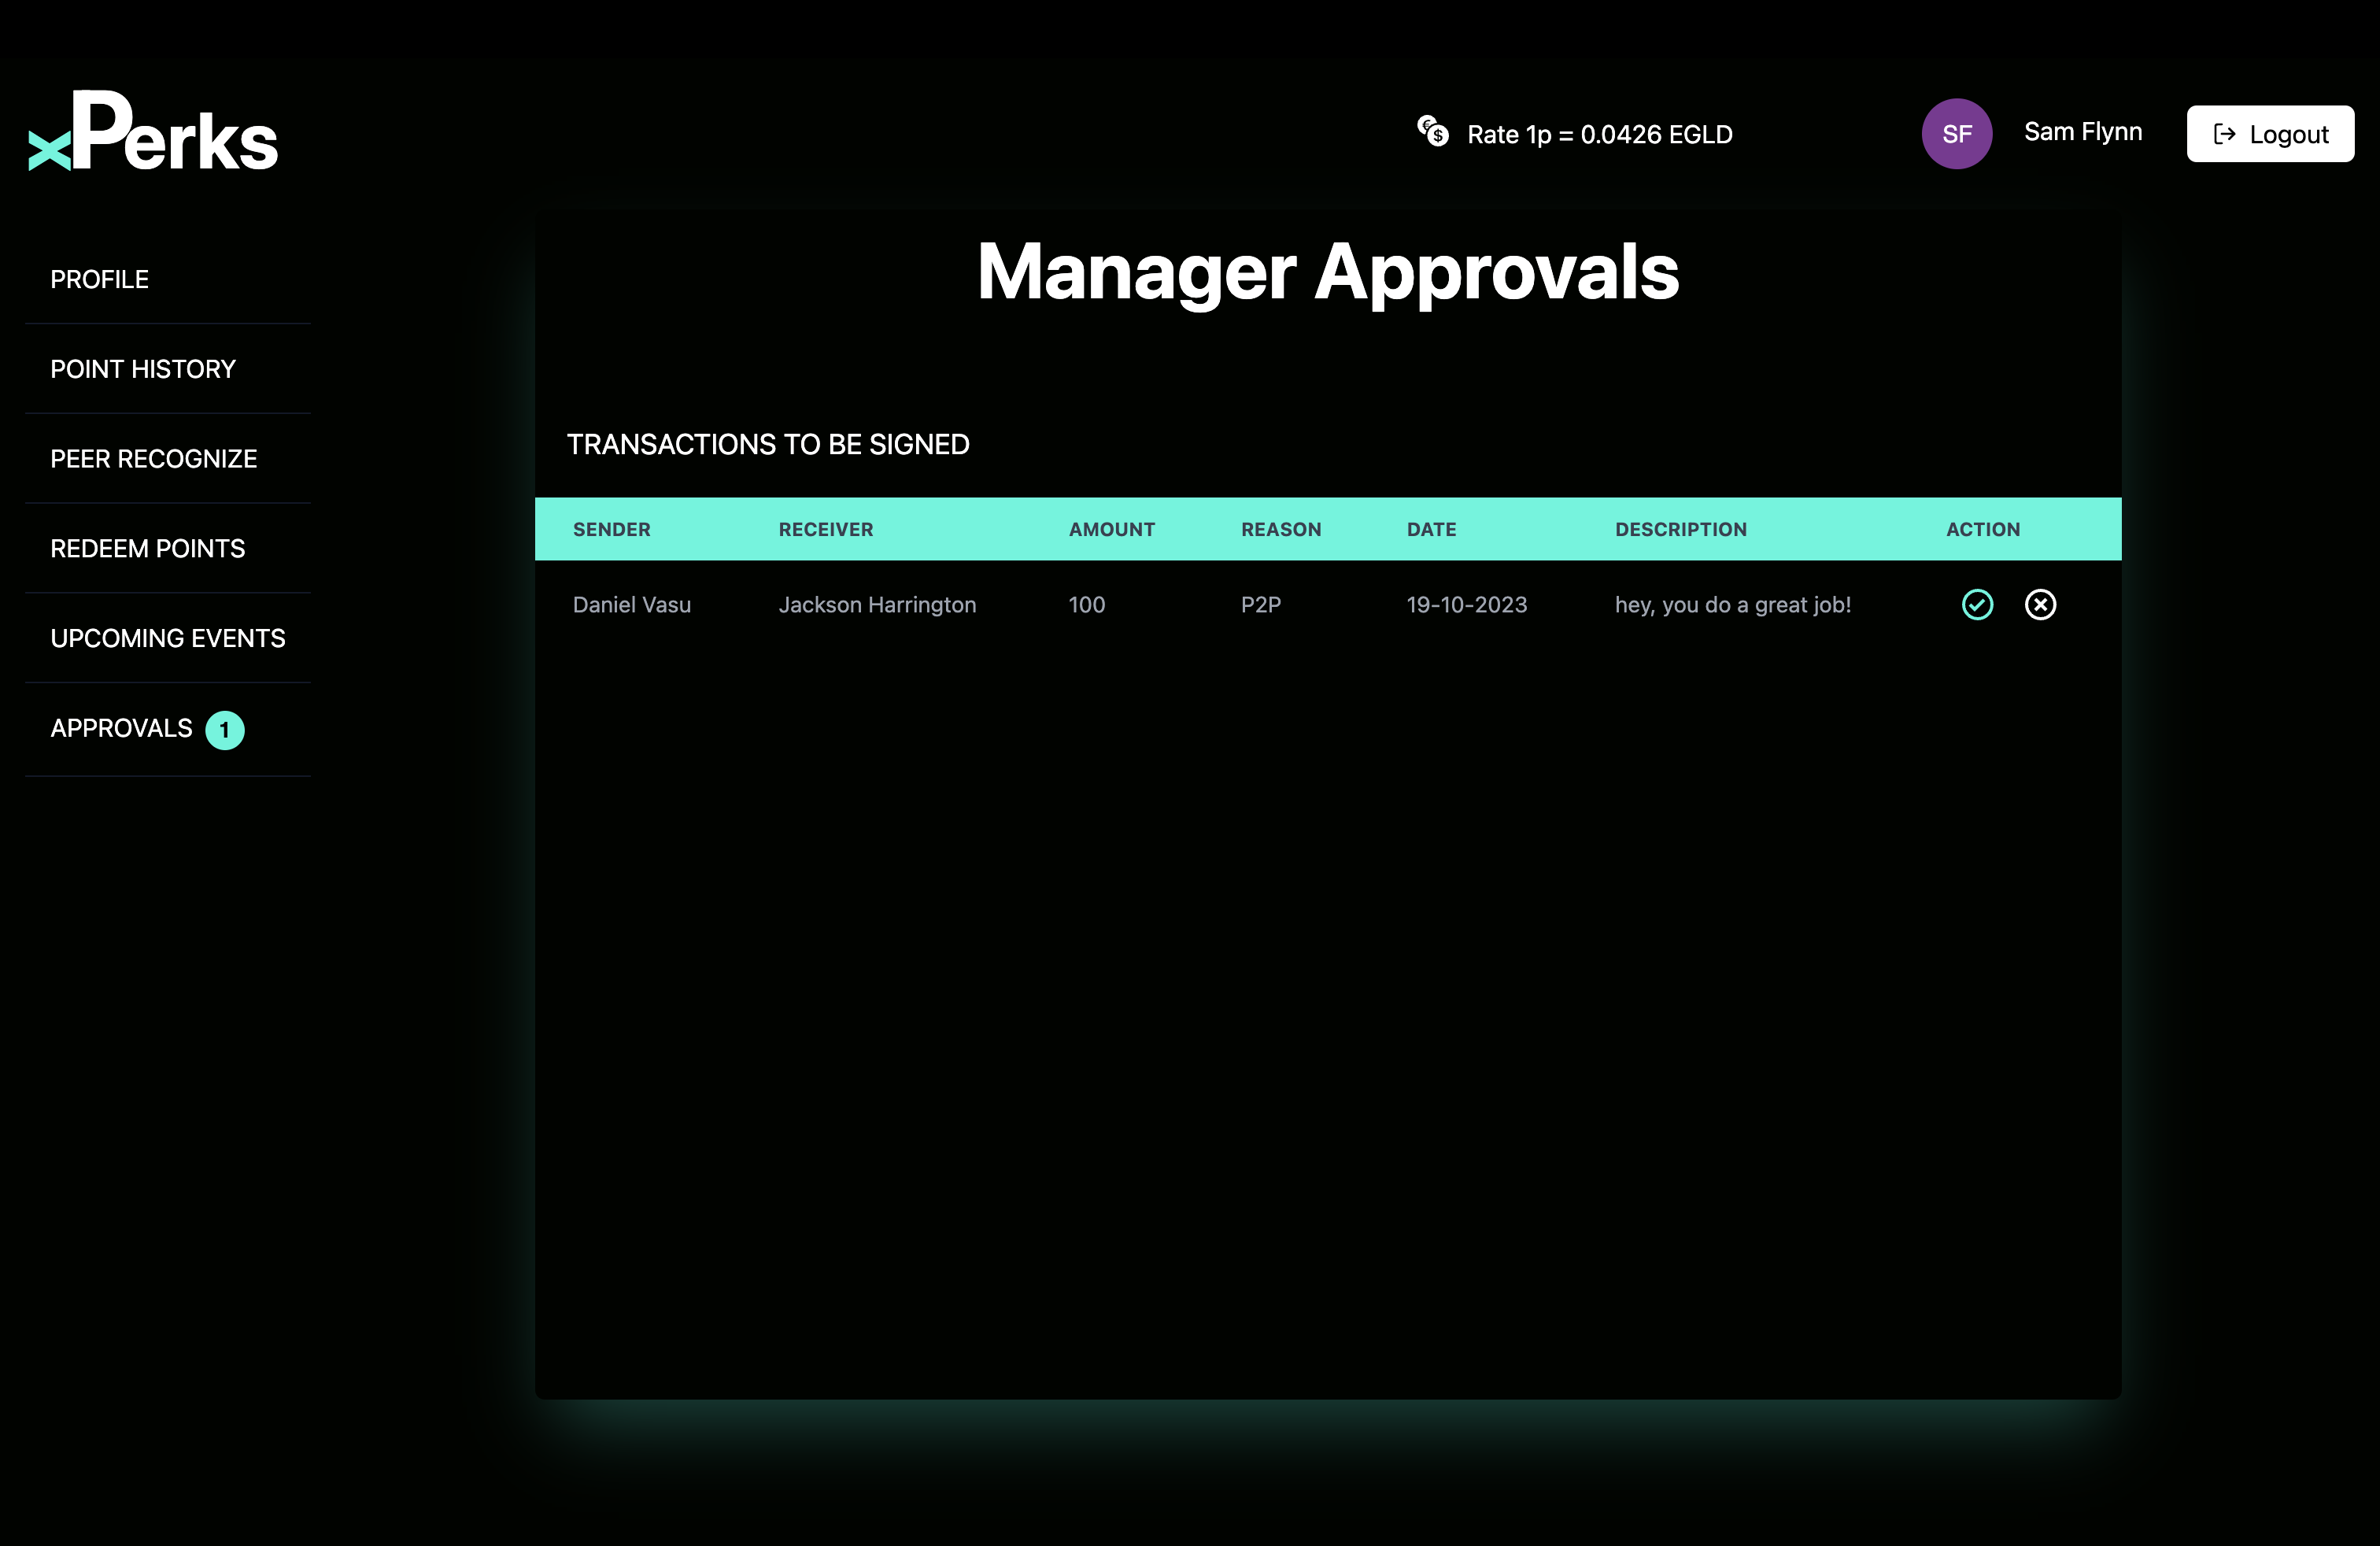 xPerks
Rate 1p = 0.0426 EGLD
SF
Sam Flynn
Logout
PROFILE
POINT HISTORY
PEER RECOGNIZE
REDEEM POINTS
UPCOMING EVENTS
APPROVALS 1
Manager Approvals
TRANSACTIONS TO BE SIGNED
SENDER RECEIVER AMOUNT REASON DATE DESCRIPTION ACTION
Daniel Vasu Jackson Harrington 100 P2P 19-10-2023 hey, you do a great job!